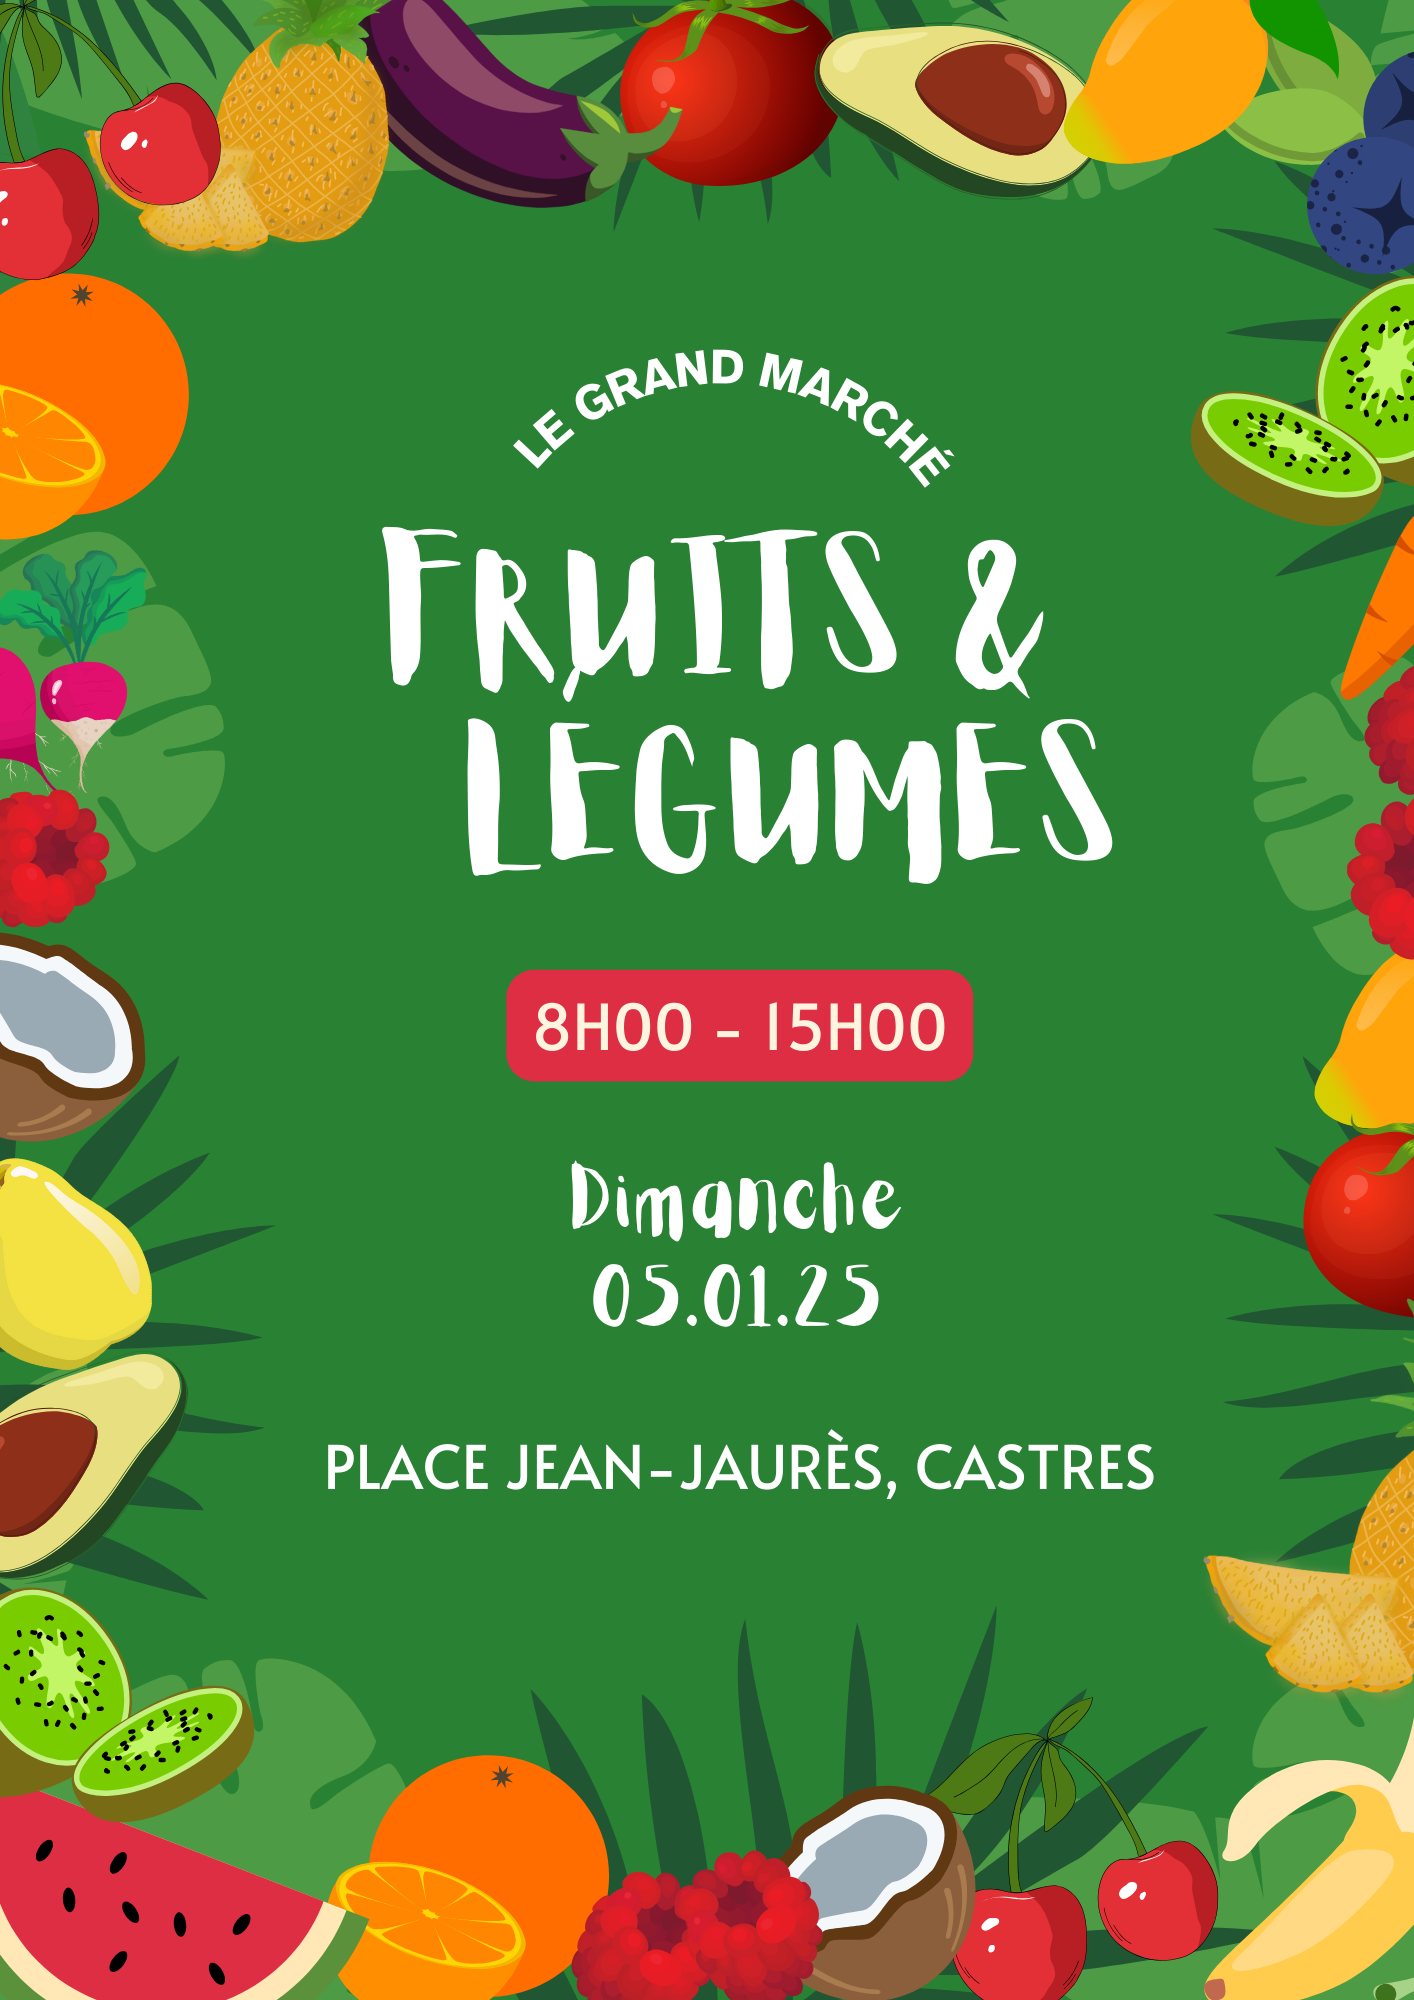 LE GRAND MARCHÉ
FRUITS &
LEGUMES
8H00 - 15H00
Dimanche
05.01.25
PLACE JEAN-JAURÈS, CASTRES